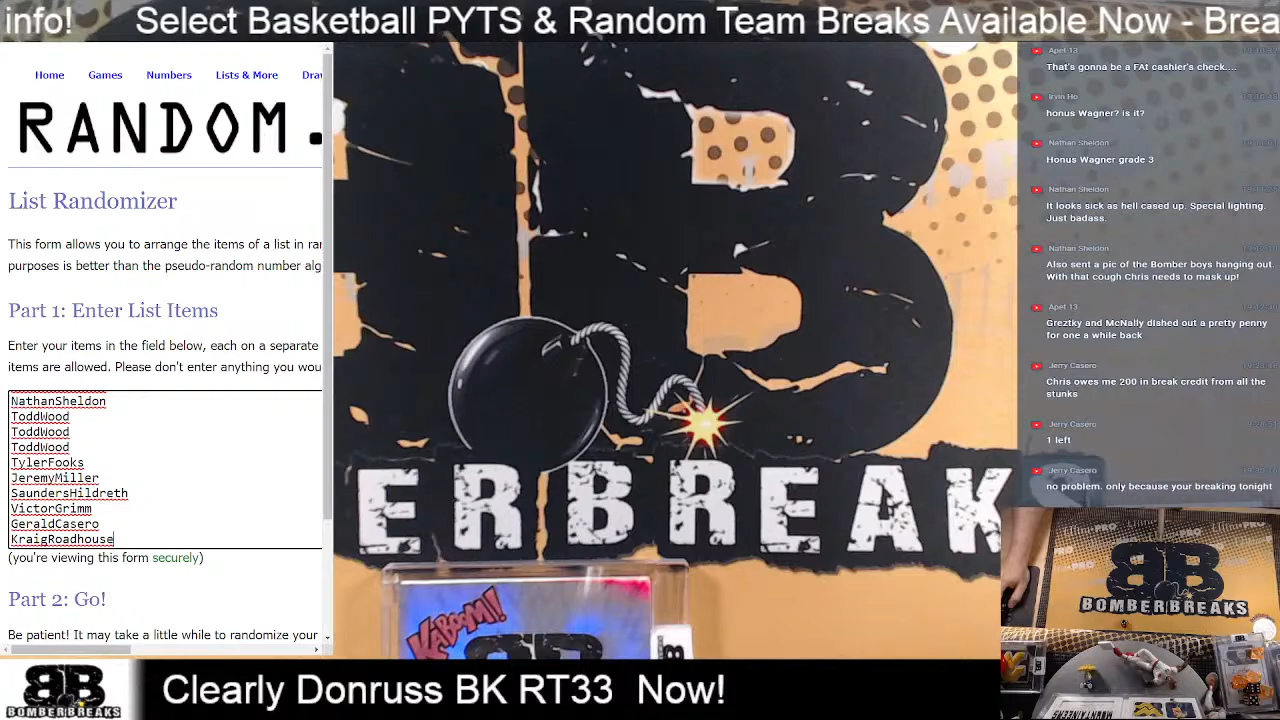 info! Select Basketball PYTS & Random Team Breaks Available Now - Brea
Home Games Numbers Lists & More Dra
RANDOM.
List Randomizer
This form allows you to arrange the items of a list in ra
purposes is better than the pseudo-random number alg
Part 1: Enter List Items
Enter your items in the field below, each on a separate
items are allowed. Please don't enter anything you wou
NathanSheldon
ToddWood
ToddWood
ToddWood
TylerFooks
JeremyMiller
SaundersHildreth
VictorGrimm
GeraldCasero
KraigRoadhouse
(you're viewing this form securely)
Part 2: Go!
Be patient! It may take a little while to randomize your
B
ERBREAK
KABOOM!!
Apet 13
That's gonna be a FAt cashier's check....
Irvin Ho
honus Wagner? is it?
Nathan Sheldon
Honus Wagner grade 3
Nathan Sheldon
It looks sick as hell cased up. Special lighting.
Just badass.
Nathan Sheldon
Also sent a pic of the Bomber boys hanging out.
With that cough Chris needs to mask up!
Apet 13
Greztky and McNally dished out a pretty penny
for one a while back
Jerry Casero
Chris owes me 200 in break credit from all the
stunks
Jerry Casero
1 left
Jerry Casero
no problem. only because your breaking tonight
BB
BOMBERBREAKS
BB
BOMBERBREAKS
Clearly Donruss BK RT33 Now!